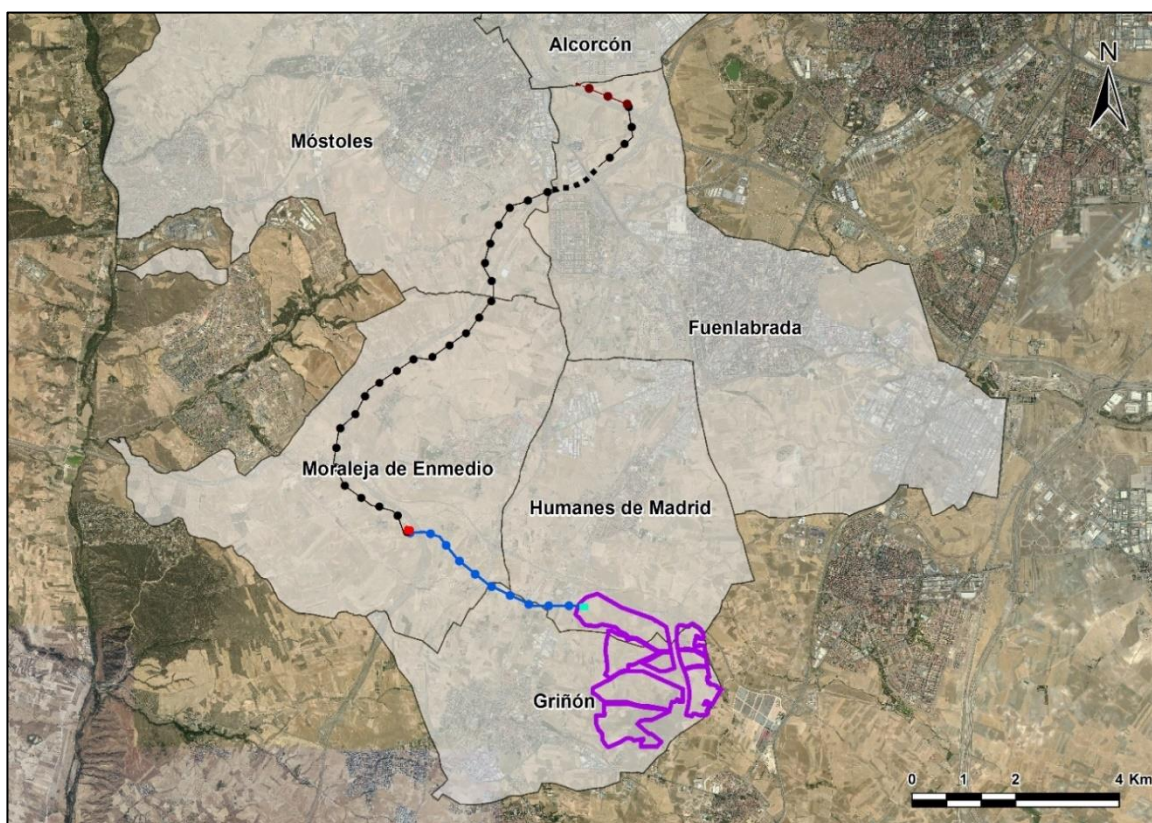 Alcorcón
N
Móstoles
Fuenlabrada
Moraleja de Enmedio
Humanes de Madrid
Griñón
0 1 2 4 Km